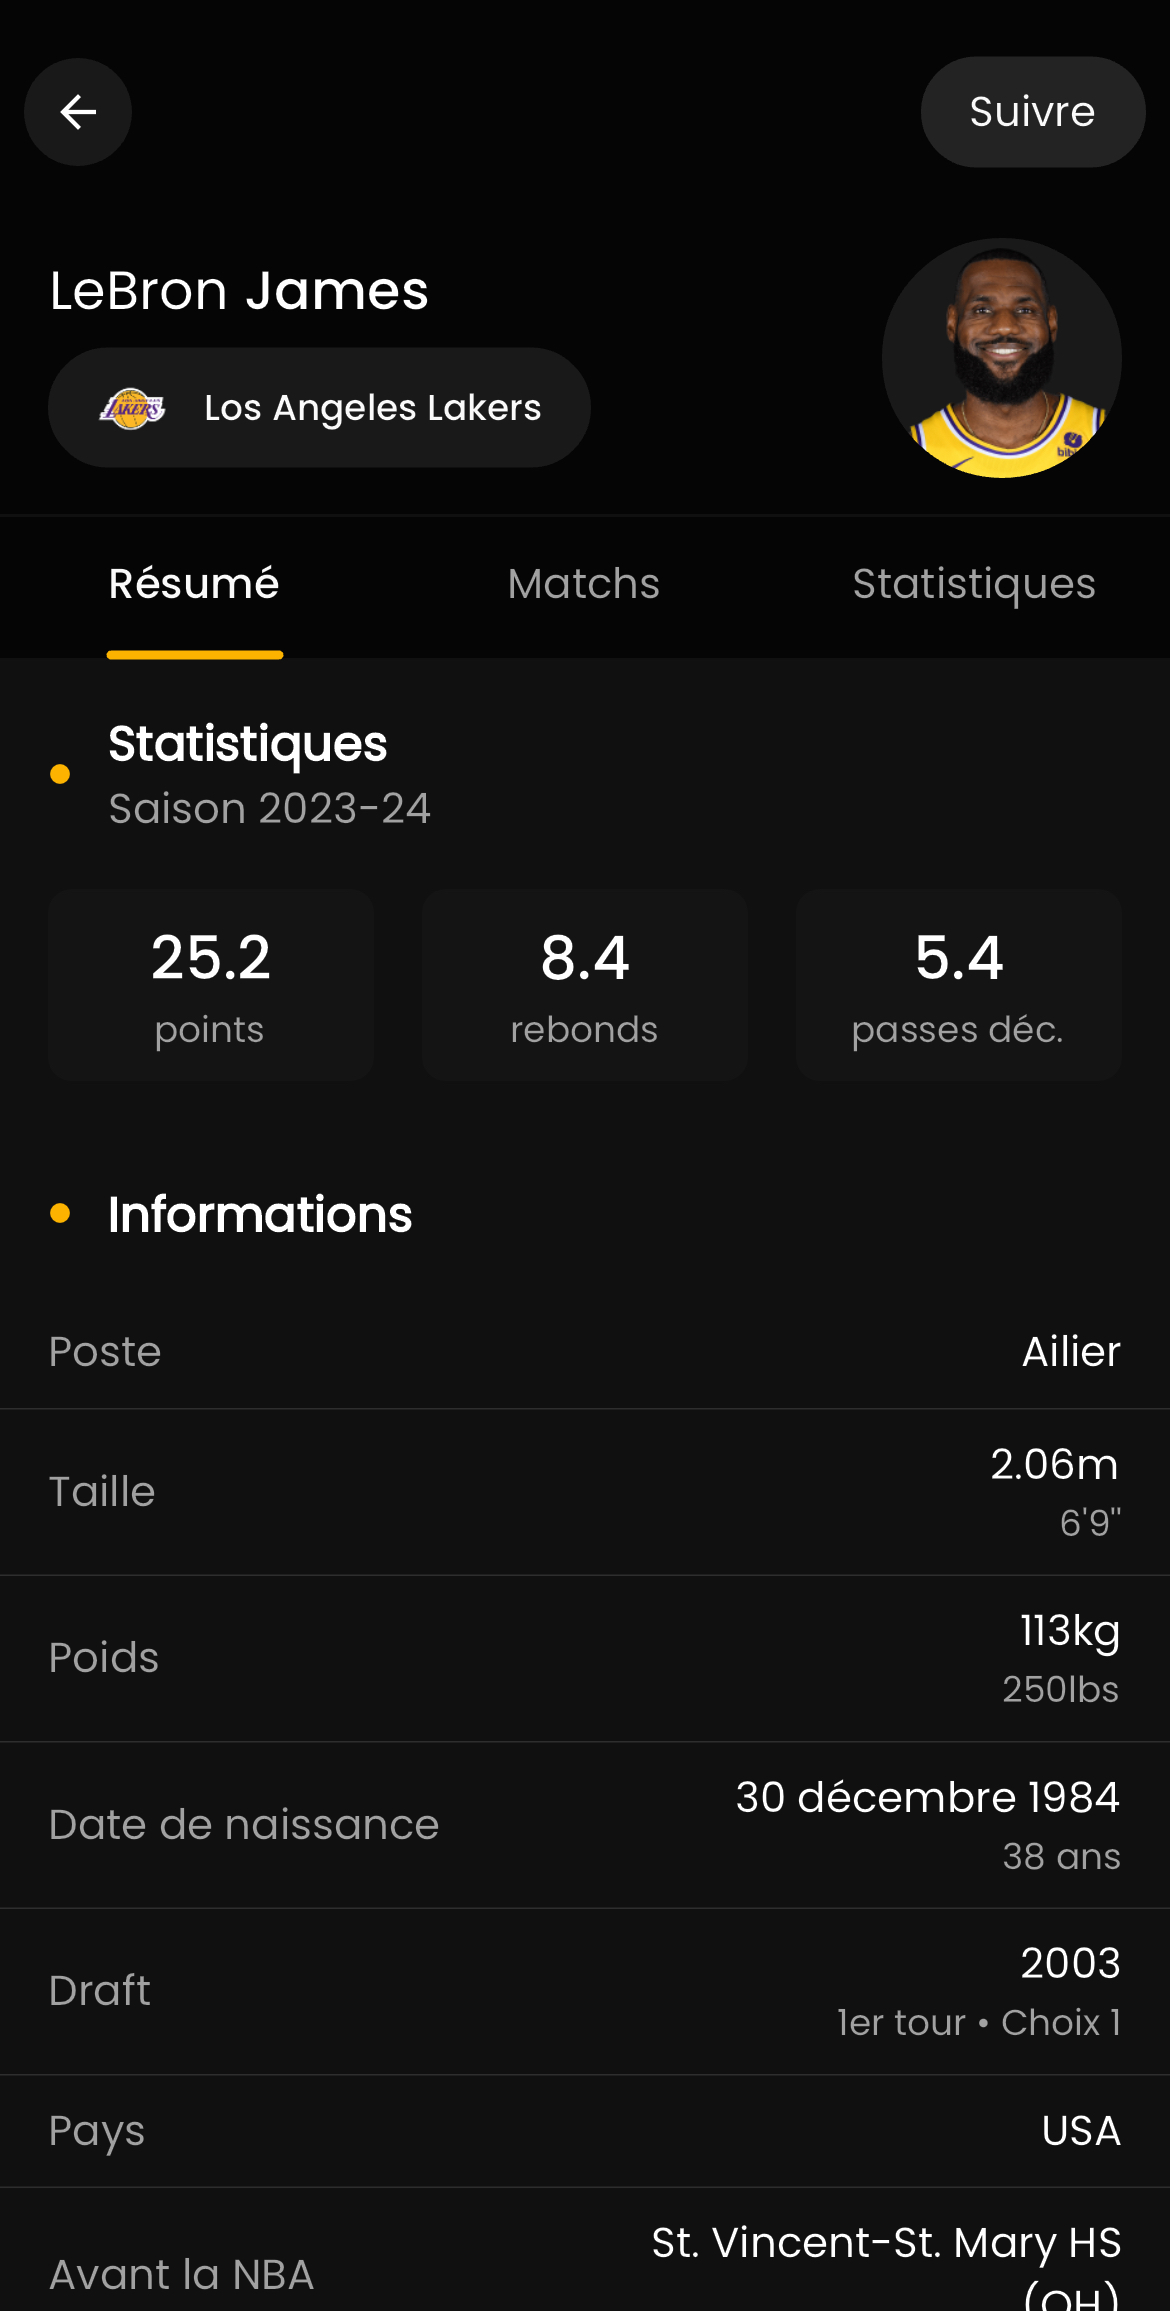 Suivre
LeBron James
LAKERS
Los Angeles Lakers
Résumé
Matchs
Statistiques
Statistiques
Saison 2023-24
25.2
points
8.4
rebonds
5.4
passes déc.
Informations
Poste
Ailier
Taille
2.06m
6'9"
Poids
113kg
250lbs
Date de naissance
30 décembre 1984
38 ans
Draft
2003
1er tour • Choix 1
Pays
USA
Avant la NBA
St. Vincent-St. Mary HS
(OH)